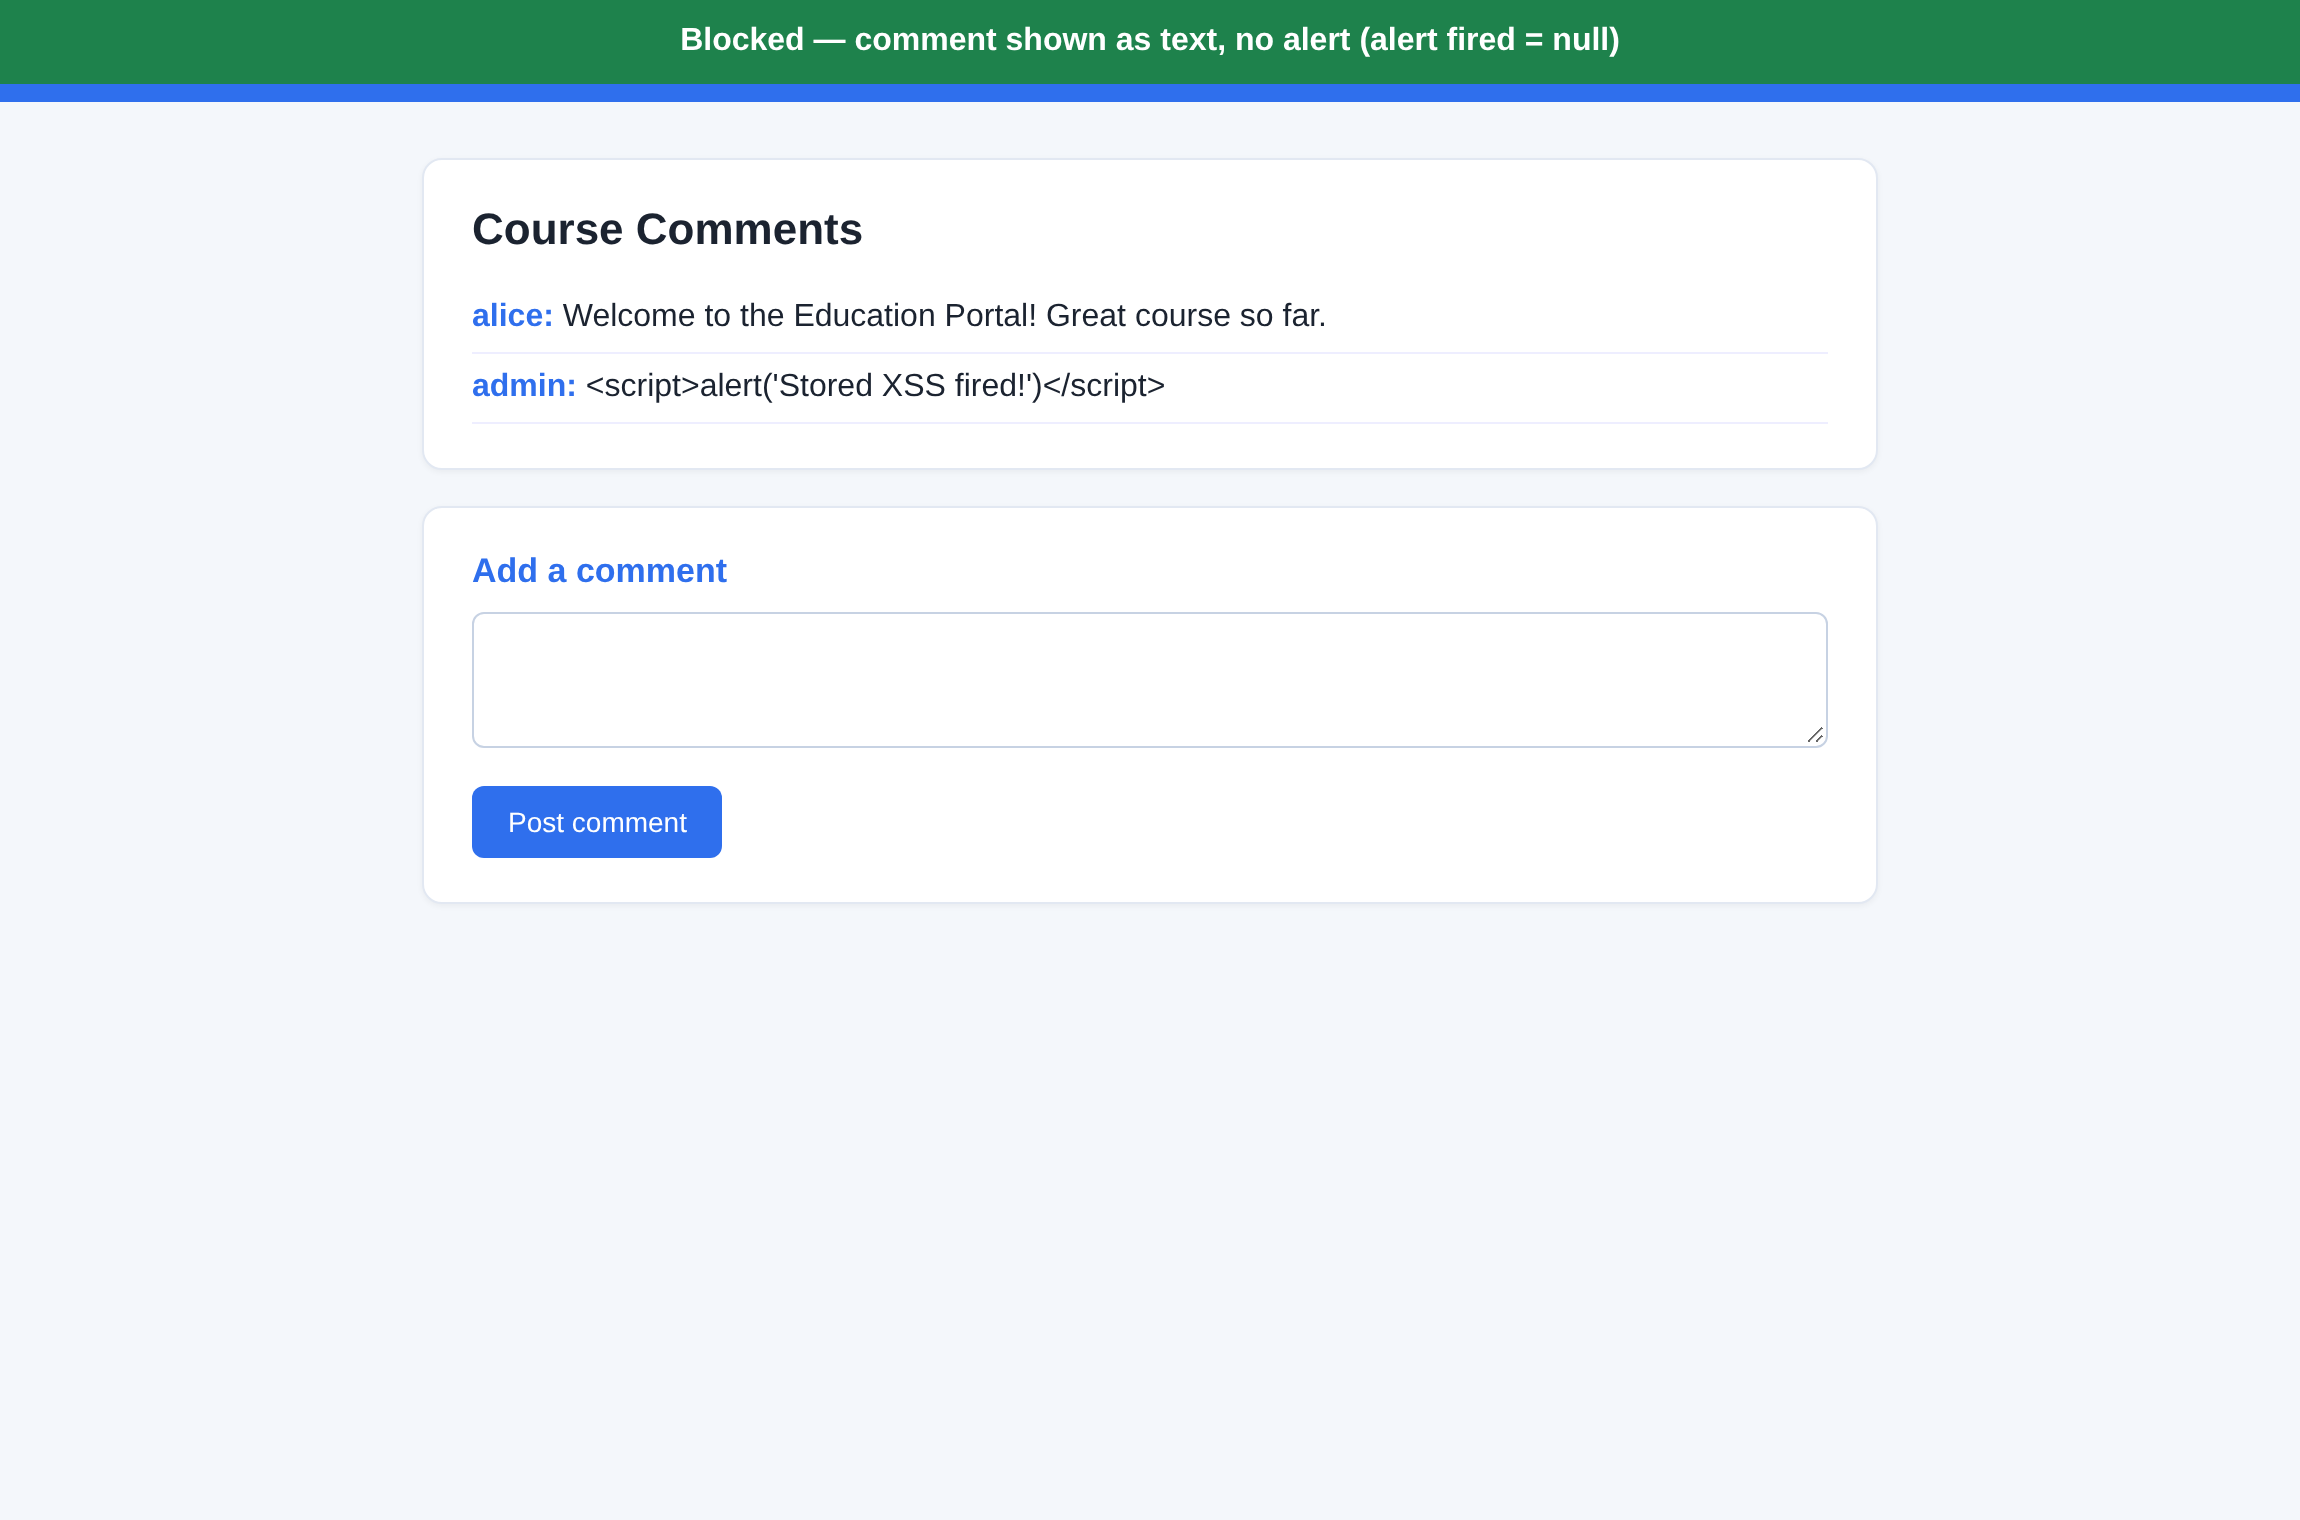 Blocked — comment shown as text, no alert (alert fired = null)
Course Comments
alice: Welcome to the Education Portal! Great course so far.
admin: <script>alert('Stored XSS fired!')</script>
Add a comment
Post comment